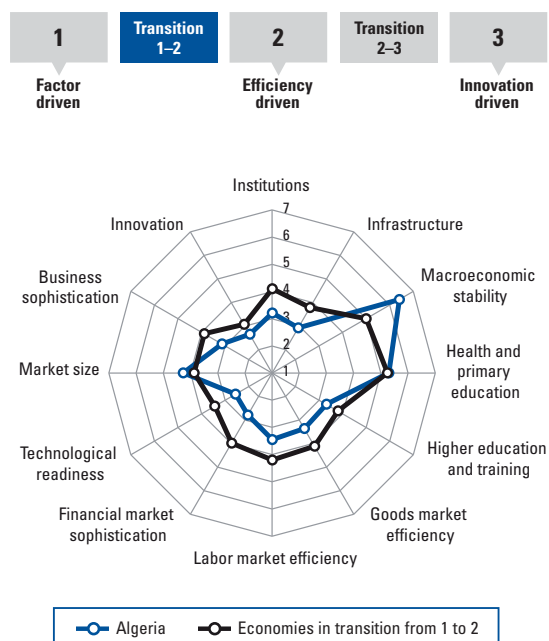 1
Transition
1–2
2
Transition
2–3
3
Factor
driven
Efficiency
driven
Innovation
driven
Institutions
7
Innovation
Infrastructure
6
5
Business
sophistication
Macroeconomic
stability
4
3
2
Market size
1
Health and
primary
education
Technological
readiness
Higher education
and training
Financial market
sophistication
Goods market
efficiency
Labor market efficiency
Algeria
Economies in transition from 1 to 2